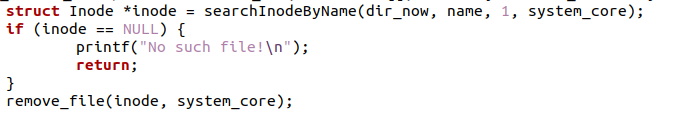 struct Inode *inode = searchInodeByName(dir_now, name, 1, system_core);
if (inode == NULL) {
        printf("No such file!\n");
        return;
}
remove_file(inode, system_core);